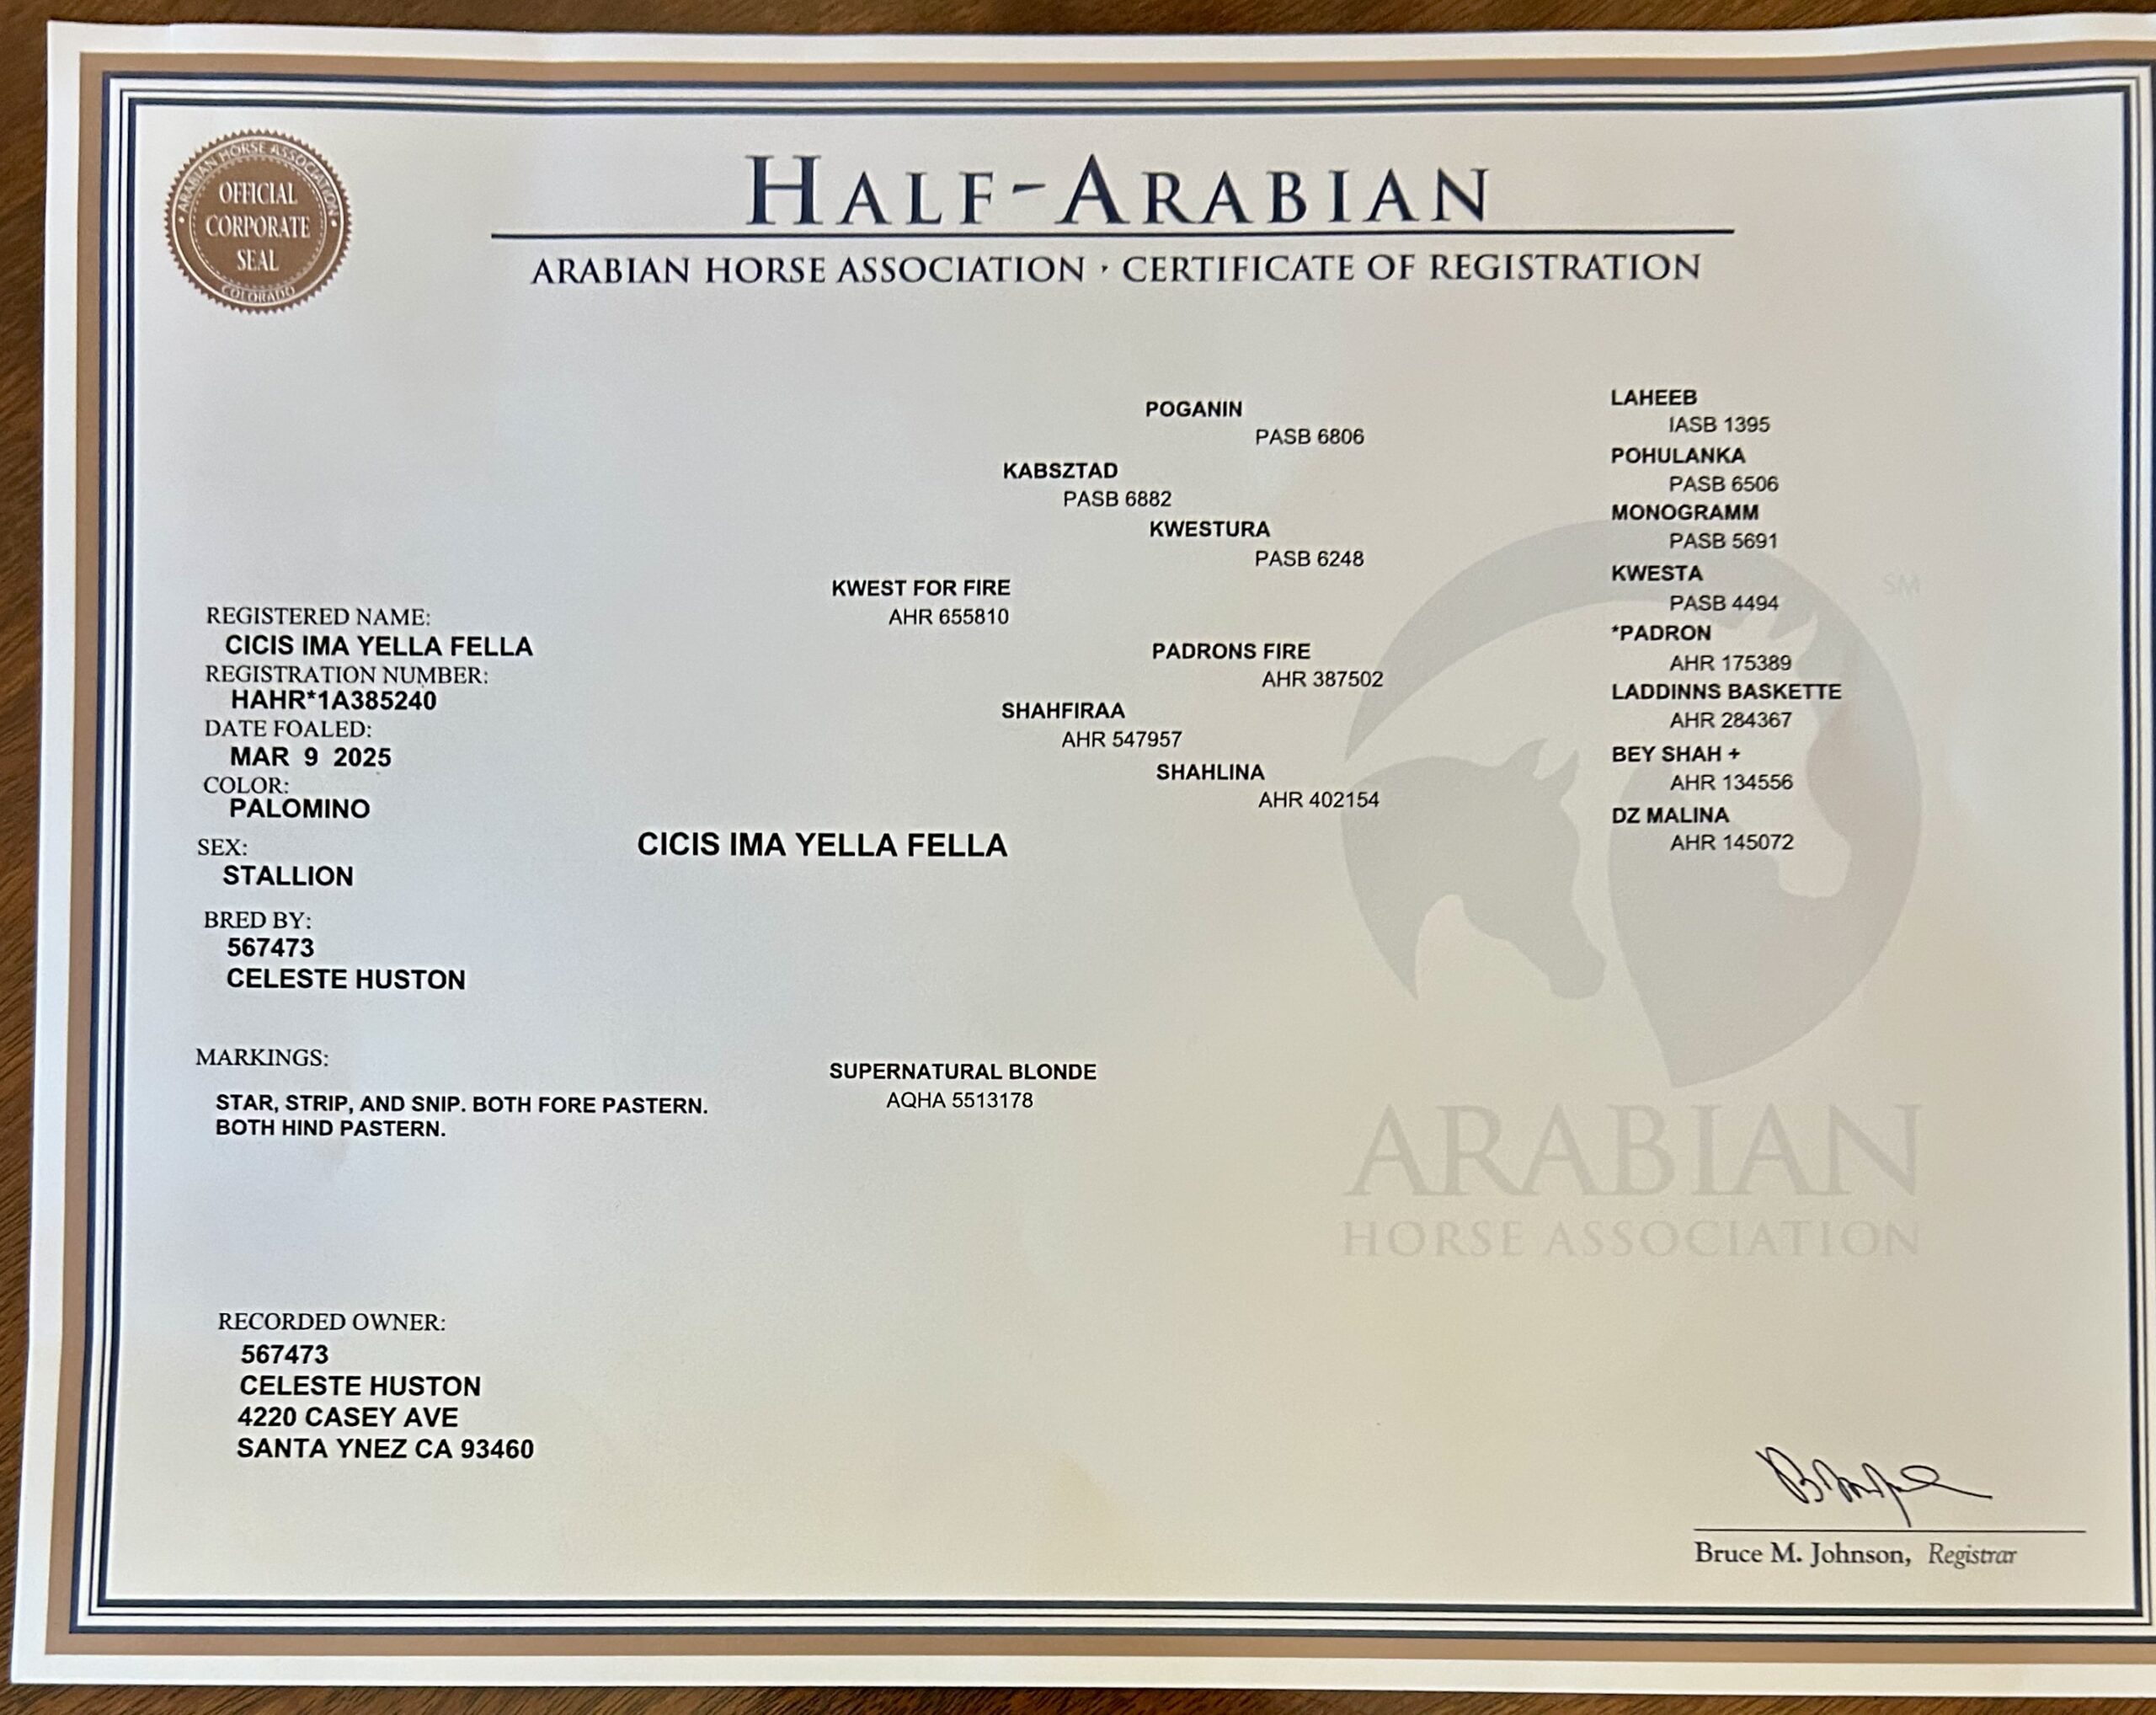 ARABIAN HORSE ASSOCIATION
OFFICIAL
CORPORATE
SEAL
COLORADO
HALF-ARABIAN
ARABIAN HORSE ASSOCIATION · CERTIFICATE OF REGISTRATION
REGISTERED NAME:
CICIS IMA YELLA FELLA
REGISTRATION NUMBER:
HAHR*1A385240
DATE FOALED:
MAR 9 2025
COLOR:
PALOMINO
SEX:
STALLION
BRED BY:
567473
CELESTE HUSTON
MARKINGS:
STAR, STRIP, AND SNIP. BOTH FORE PASTERN.
BOTH HIND PASTERN.
RECORDED OWNER:
567473
CELESTE HUSTON
4220 CASEY AVE
SANTA YNEZ CA 93460
CICIS IMA YELLA FELLA
KWEST FOR FIRE
AHR 655810
SUPERNATURAL BLONDE
AQHA 5513178
KABSZTAD
PASB 6882
SHAHFIRAA
AHR 547957
POGANIN
PASB 6806
KWESTURA
PASB 6248
PADRONS FIRE
AHR 387502
SHAHLINA
AHR 402154
LAHEEB
IASB 1395
POHULANKA
PASB 6506
MONOGRAMM
PASB 5691
KWESTA
PASB 4494
*PADRON
AHR 175389
LADDINNS BASKETTE
AHR 284367
BEY SHAH +
AHR 134556
DZ MALINA
AHR 145072
SM
ARABIAN
HORSE ASSOCIATION
Bruce M. Johnson, Registrar